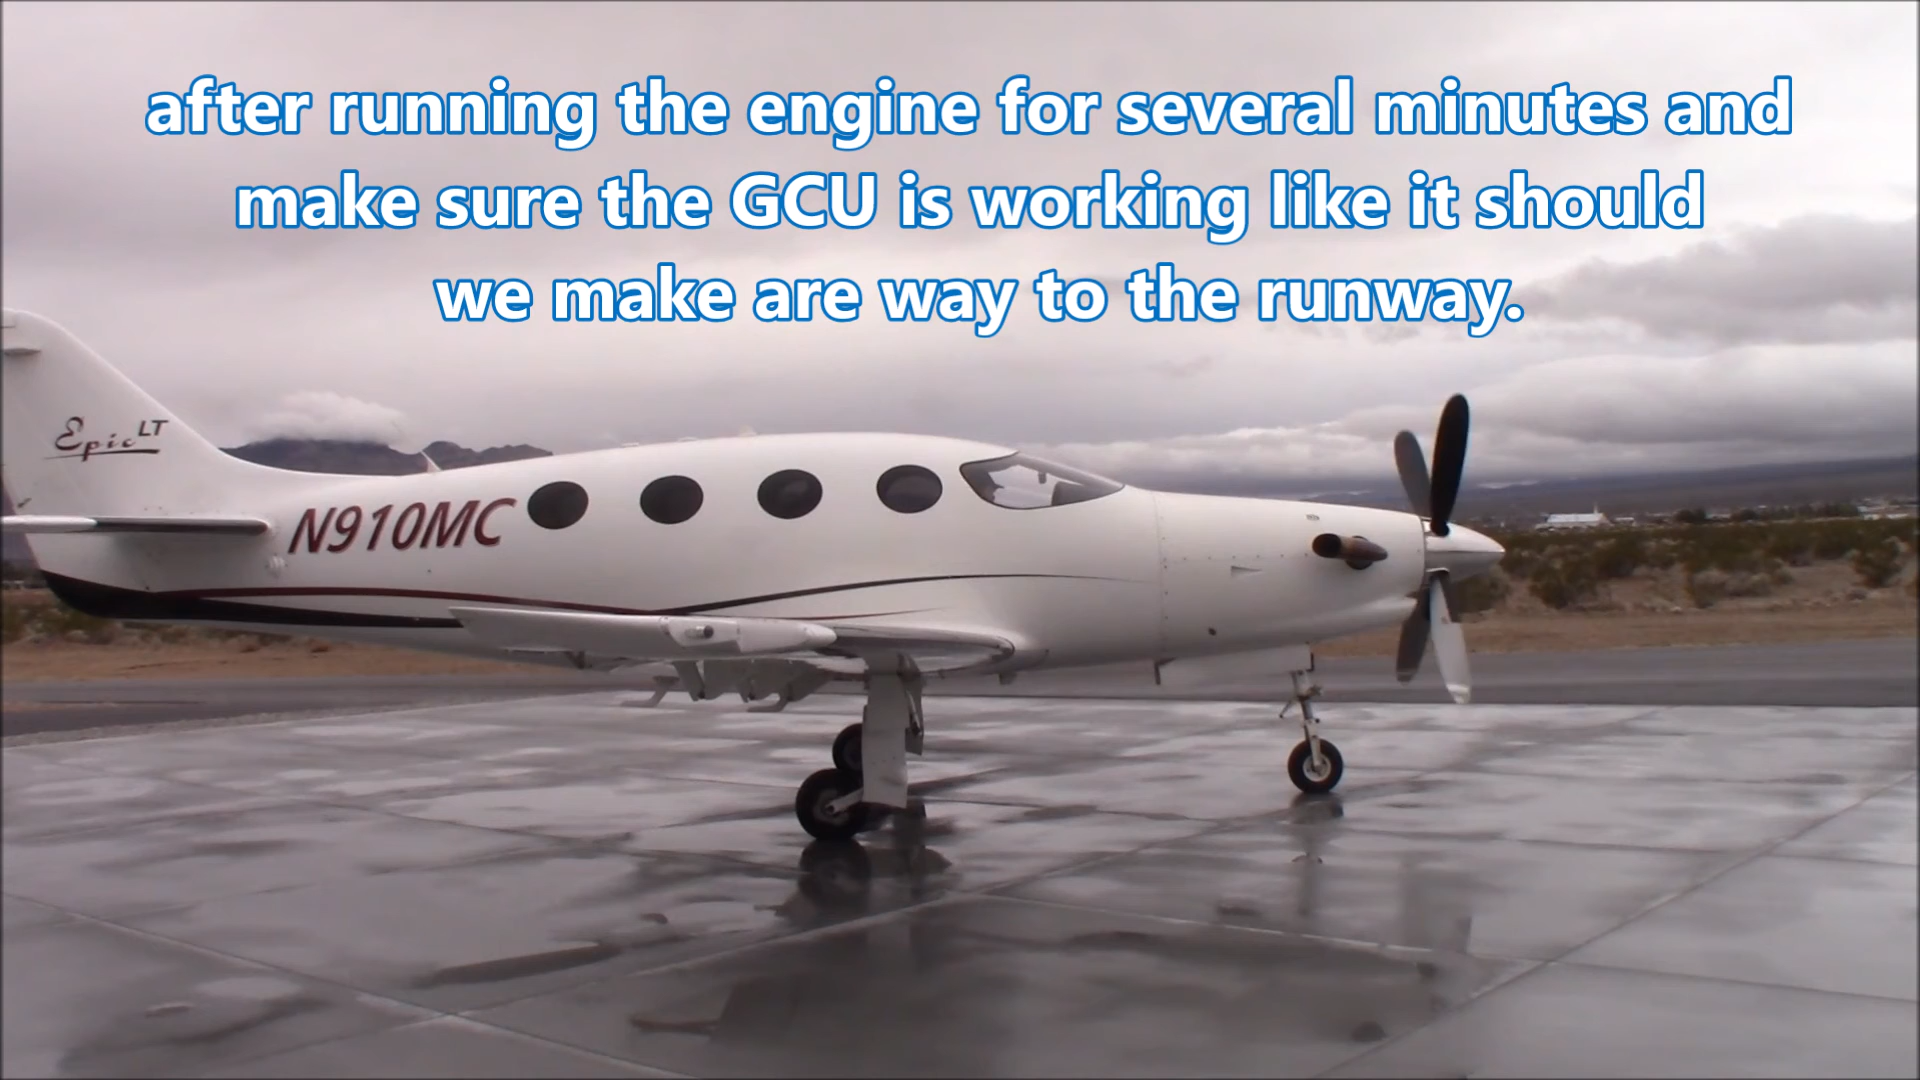 after running the engine for several minutes and
make sure the GCU is working like it should
we make are way to the runway.
Epic LT
N910MC